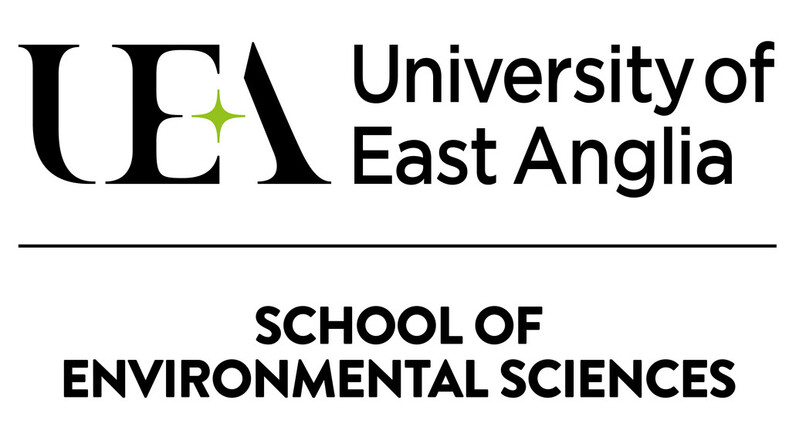 UEA
University of
East Anglia
SCHOOL OF
ENVIRONMENTAL SCIENCES